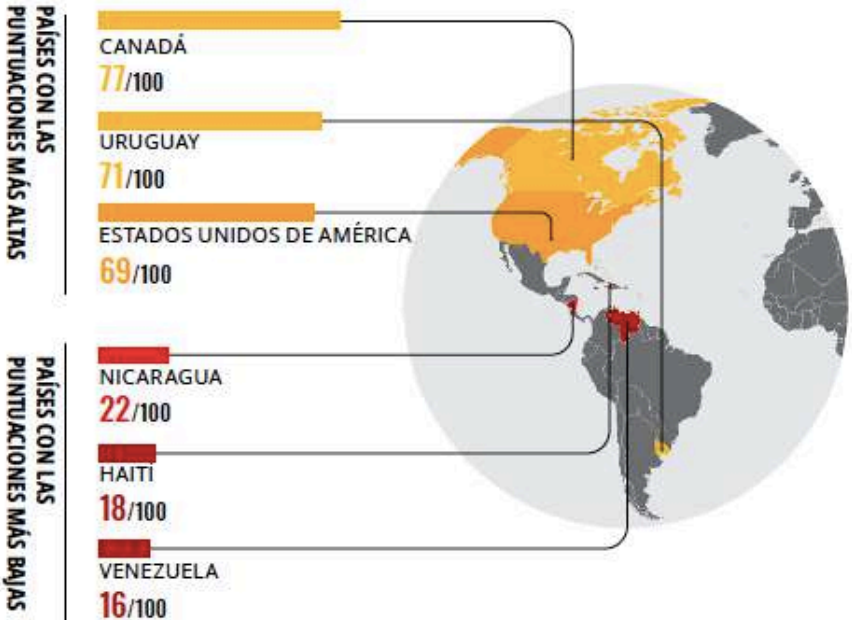 PAÍSES CON LAS
PUNTUACIONES MÁS ALTAS
CANADÁ
77/100
URUGUAY
71/100
ESTADOS UNIDOS DE AMÉRICA
69/100
PAÍSES CON LAS
PUNTUACIONES MÁS BAJAS
NICARAGUA
22/100
HAITÍ
18/100
VENEZUELA
16/100